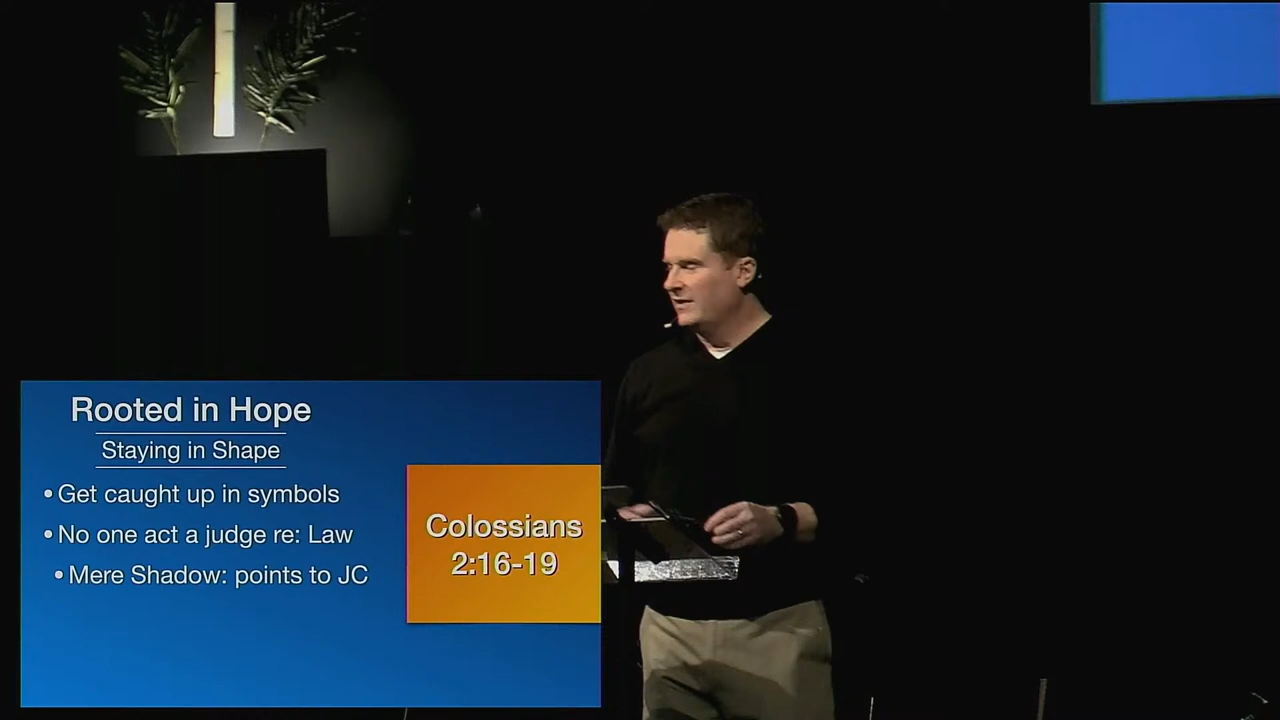 Rooted in Hope
Staying in Shape
• Get caught up in symbols
• No one act a judge re: Law
• Mere Shadow: points to JC
Colossians
2:16-19